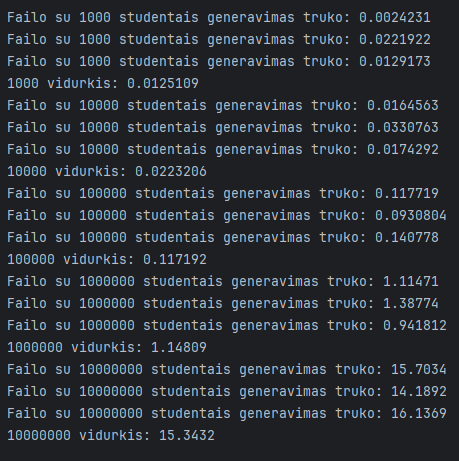 Failo su 1000 studentais generavimas truko: 0.0024231
Failo su 1000 studentais generavimas truko: 0.0221922
Failo su 1000 studentais generavimas truko: 0.0129173
1000 vidurkis: 0.0125109
Failo su 10000 studentais generavimas truko: 0.0164563
Failo su 10000 studentais generavimas truko: 0.0330763
Failo su 10000 studentais generavimas truko: 0.0174292
10000 vidurkis: 0.0223206
Failo su 100000 studentais generavimas truko: 0.117719
Failo su 100000 studentais generavimas truko: 0.0930804
Failo su 100000 studentais generavimas truko: 0.140778
100000 vidurkis: 0.117192
Failo su 1000000 studentais generavimas truko: 1.11471
Failo su 1000000 studentais generavimas truko: 1.38774
Failo su 1000000 studentais generavimas truko: 0.941812
1000000 vidurkis: 1.14809
Failo su 10000000 studentais generavimas truko: 15.7034
Failo su 10000000 studentais generavimas truko: 14.1892
Failo su 10000000 studentais generavimas truko: 16.1369
10000000 vidurkis: 15.3432